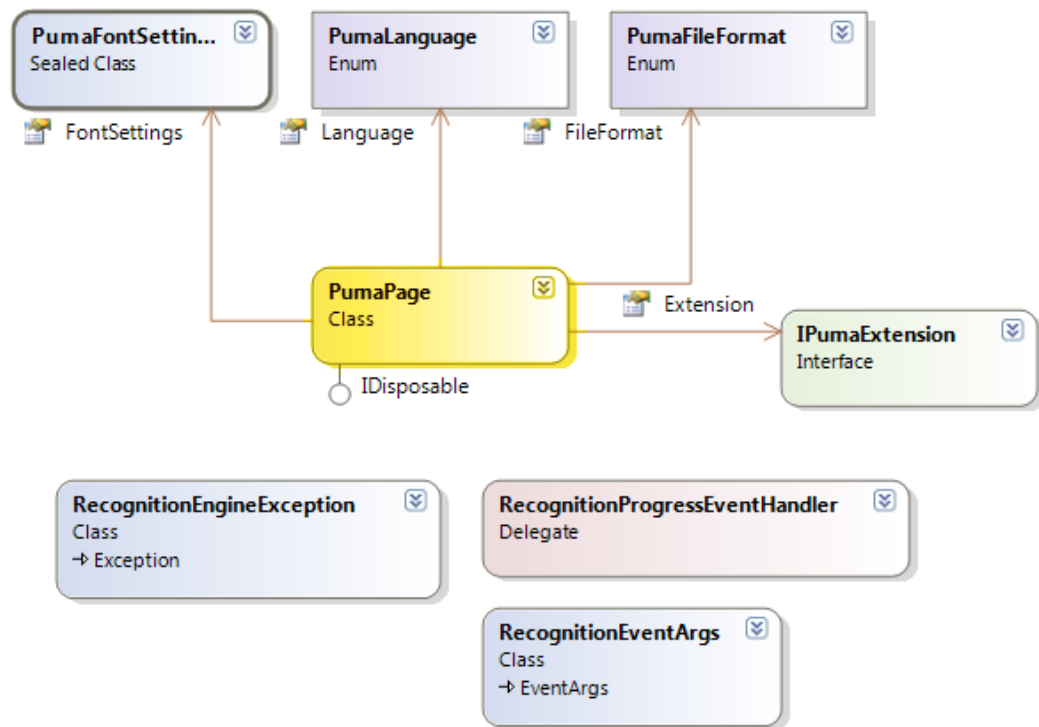 PumaFontSettin...
Sealed Class
PumaLanguage
Enum
PumaFileFormat
Enum
FontSettings
Language
FileFormat
PumaPage
Class
Extension
IPumaExtension
Interface
IDisposable
RecognitionEngineException
Class
Exception
RecognitionProgressEventHandler
Delegate
RecognitionEventArgs
Class
EventArgs